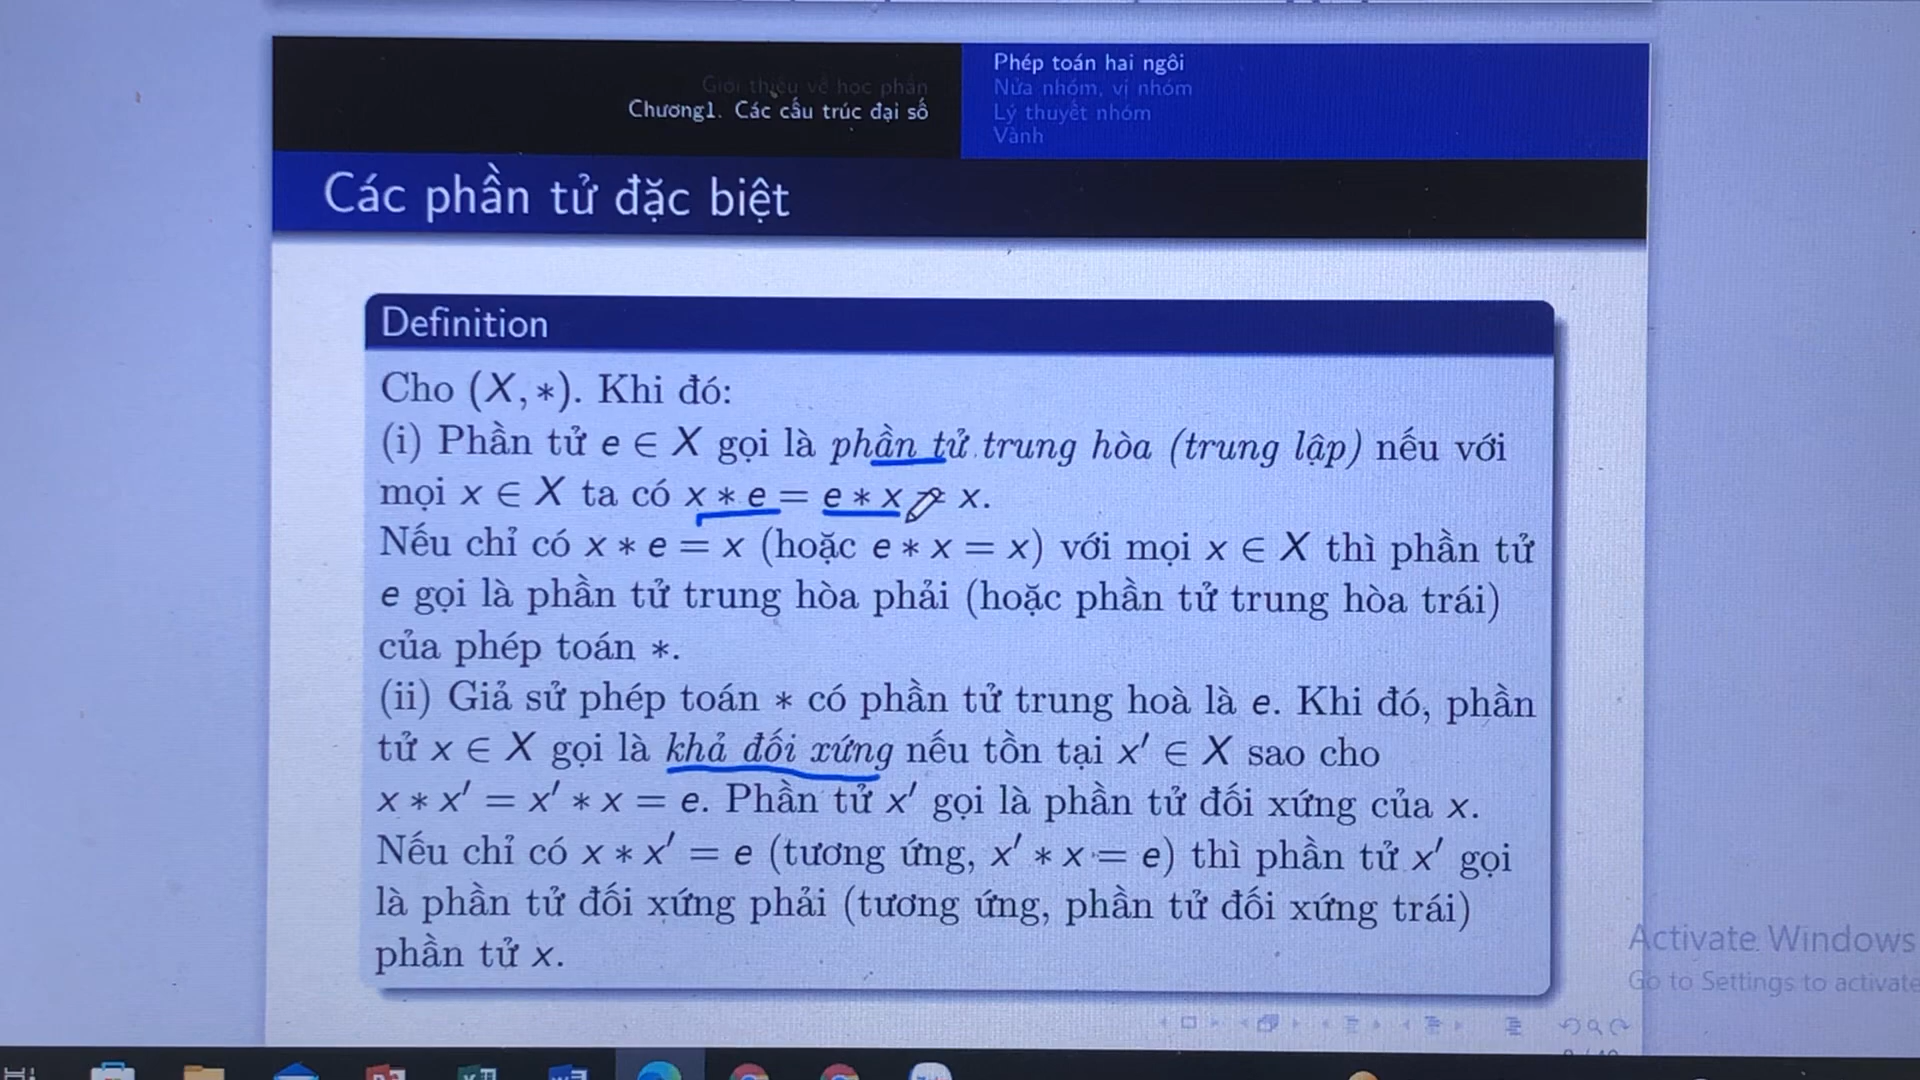 Giới thiệu về học phần
Chương1. Các cấu trúc đại số
Phép toán hai ngôi
Nửa nhóm, vị nhóm
Lý thuyết nhóm
Vành
Các phần tử đặc biệt
Definition
Cho (X, *). Khi đó:
(i) Phần tử e ∈ X gọi là phần tử trung hòa (trung lập) nếu với
mọi x ∈ X ta có x * e = e * x x.
Nếu chỉ có x * e = x (hoặc e * x = x) với mọi x ∈ X thì phần tử
e gọi là phần tử trung hòa phải (hoặc phần tử trung hòa trái)
của phép toán *.
(ii) Giả sử phép toán * có phần tử trung hoà là e. Khi đó, phần
tử x ∈ X gọi là khả đối xứng nếu tồn tại x′ ∈ X sao cho
x * x′ = x′ * x = e. Phần tử x′ gọi là phần tử đối xứng của x.
Nếu chỉ có x * x′ = e (tương ứng, x′ * x = e) thì phần tử x′ gọi
là phần tử đối xứng phải (tương ứng, phần tử đối xứng trái)
phần tử x.
Activate Windows
Go to Settings to activate